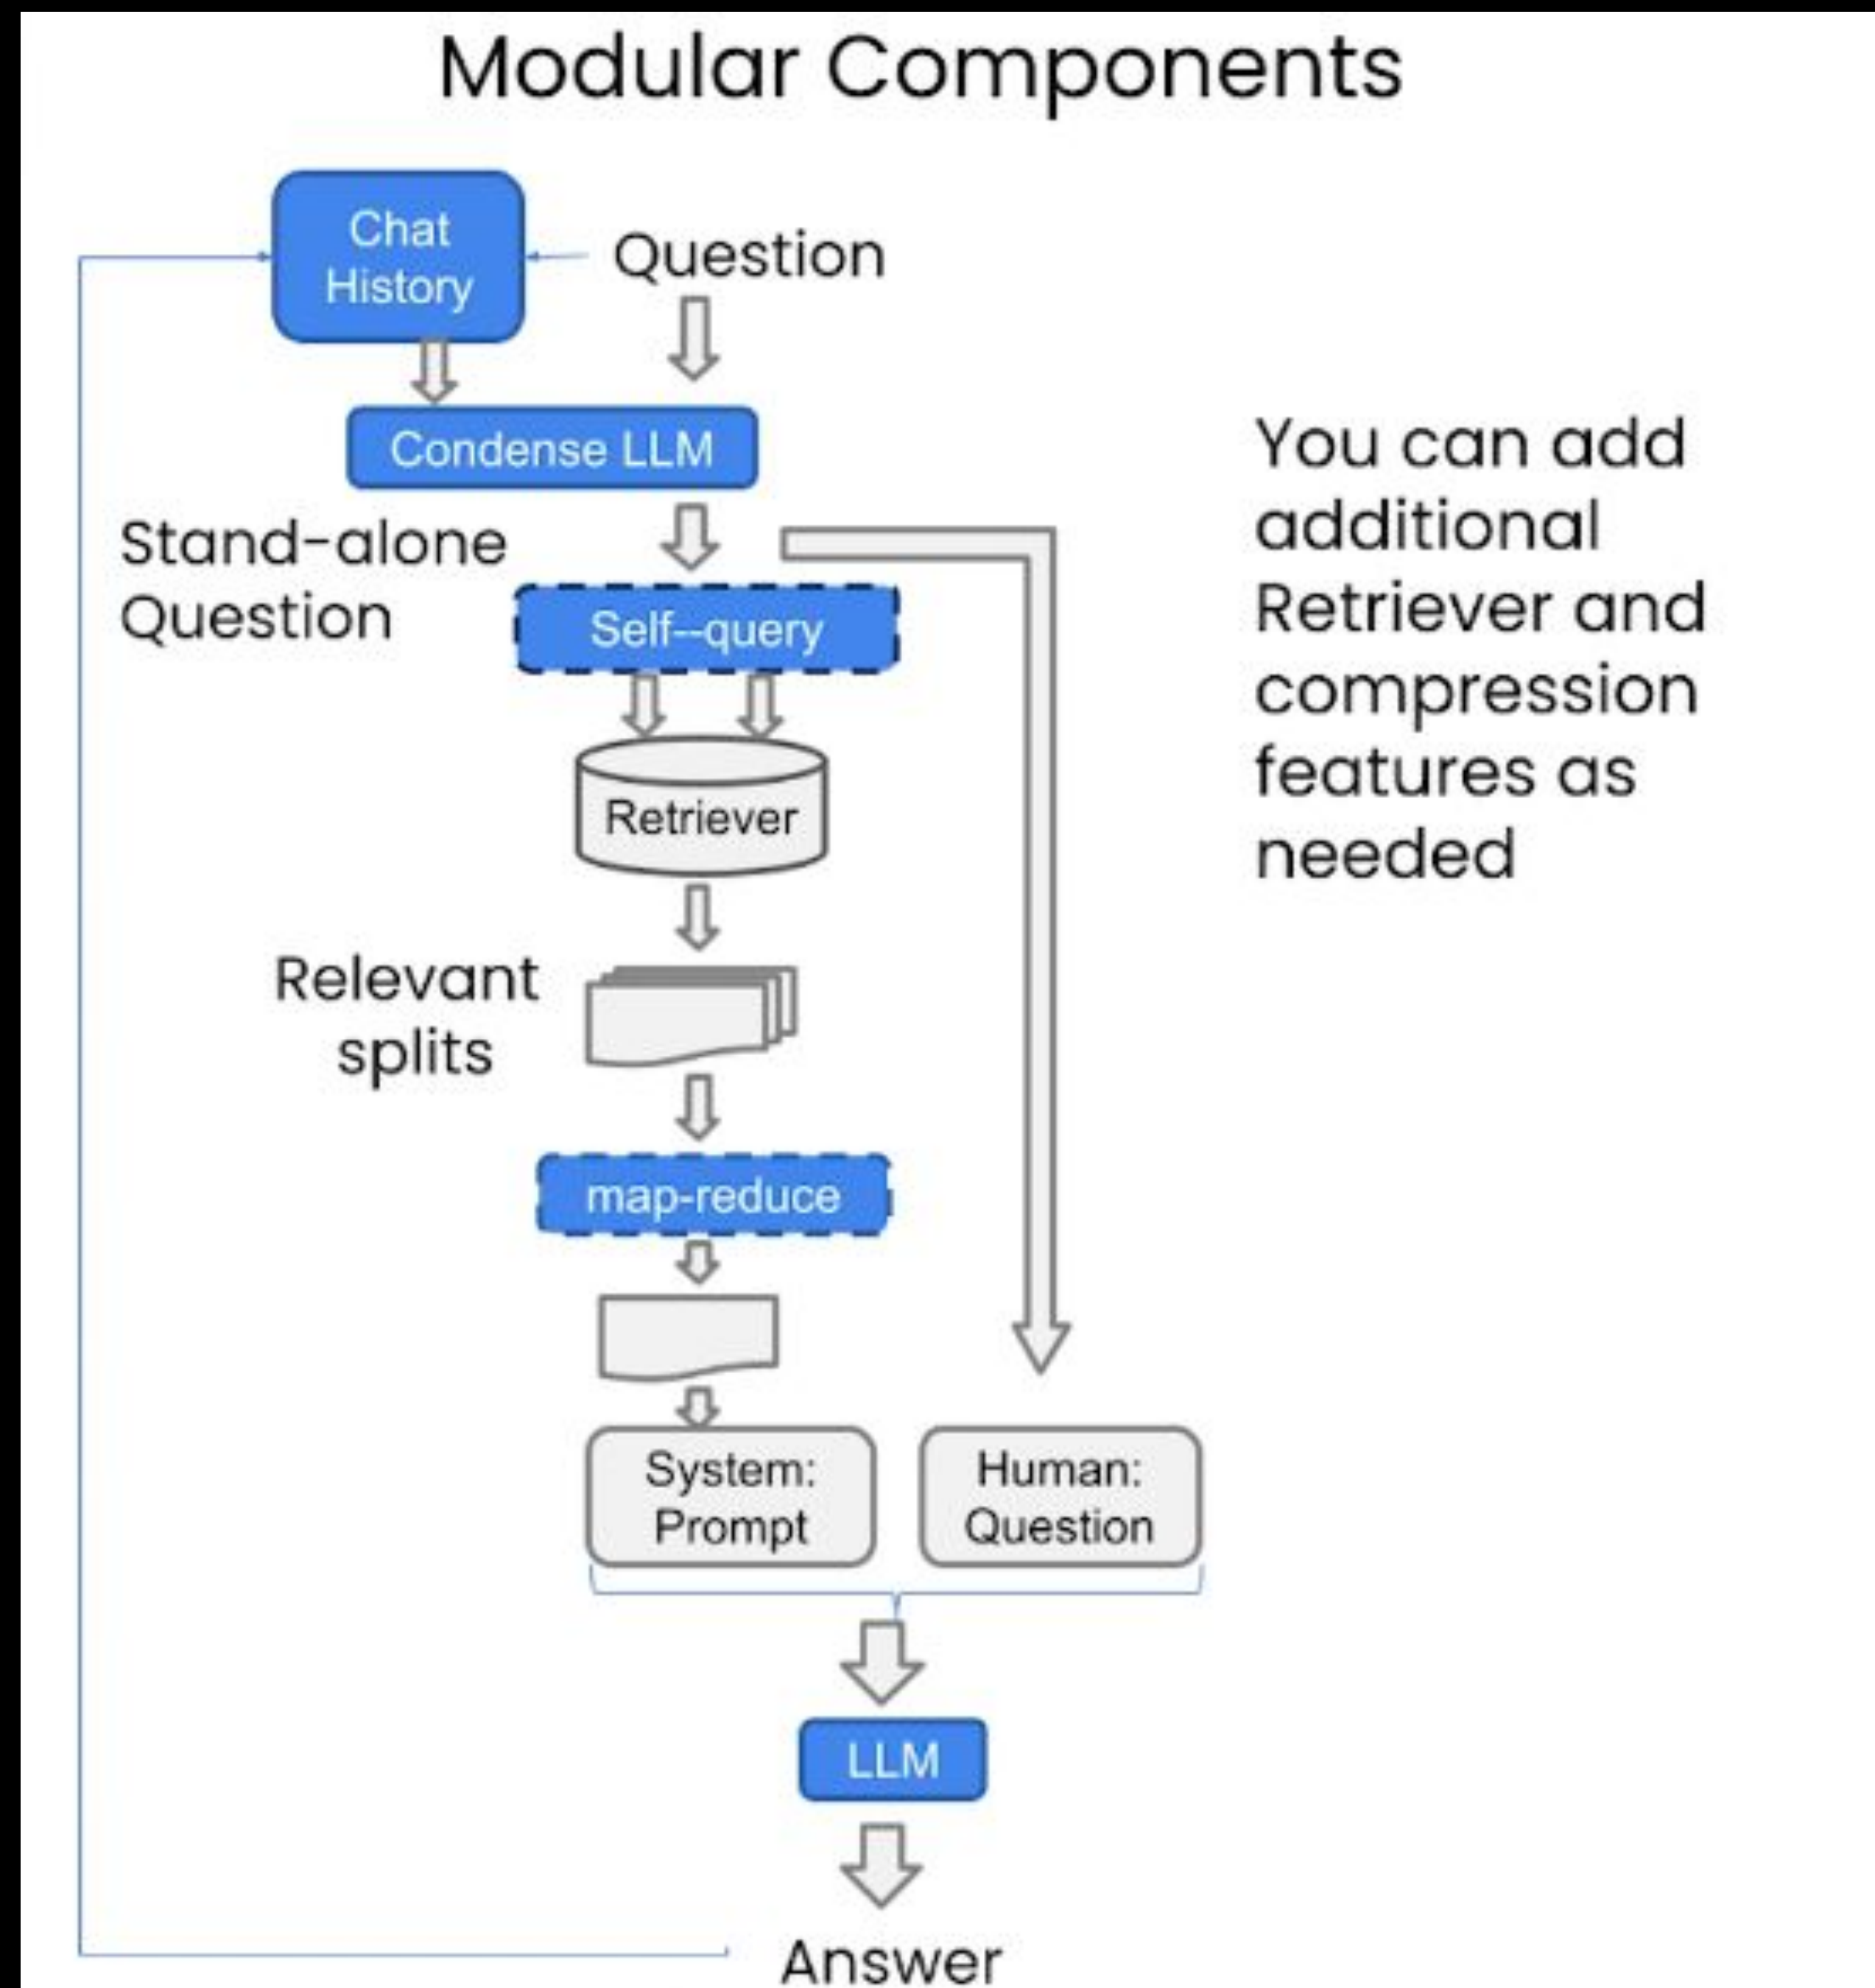 Modular Components
Chat
History
Question
Condense LLM
Stand-alone
Question
Self--query
Retriever
Relevant
splits
map-reduce
System:
Prompt
Human:
Question
LLM
Answer
You can add
additional
Retriever and
compression
features as
needed